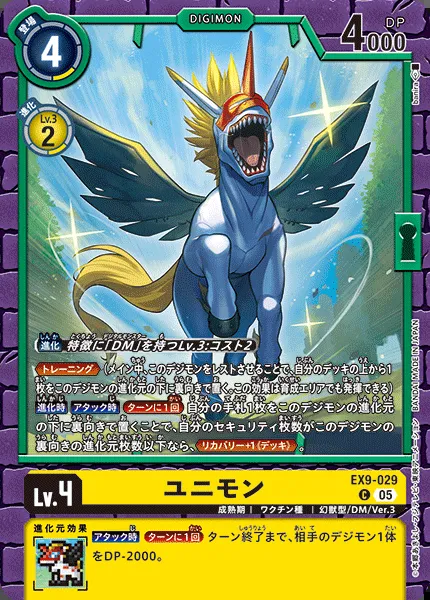 DIGIMON
登場
4
DP
4000
進化
Lv.3
2
進化 特徴に「DM」を持つLv.3:コスト2
トレーニング (メイン中、このデジモンをレストさせることで、自分のデッキの上から1
枚をこのデジモンの進化元の下に裏向きで置く。この効果は育成エリアでも発揮できる)
進化時 アタック時 ターンに1回 自分の手札1枚をこのデジモンの進化元
の下に裏向きで置くことで、自分のセキュリティ枚数がこのデジモンの
裏向きの進化元枚数以下なら、リカバリー+1《デッキ》。
Lv.4
ユニモン
EX9-029
C 05
成熟期 ワクチン種 幻獣型/DM/Ver.3
進化元効果
アタック時 ターンに1回 ターン終了まで、相手のデジモン1体
をDP-2000。
BANDAI MADE IN JAPAN